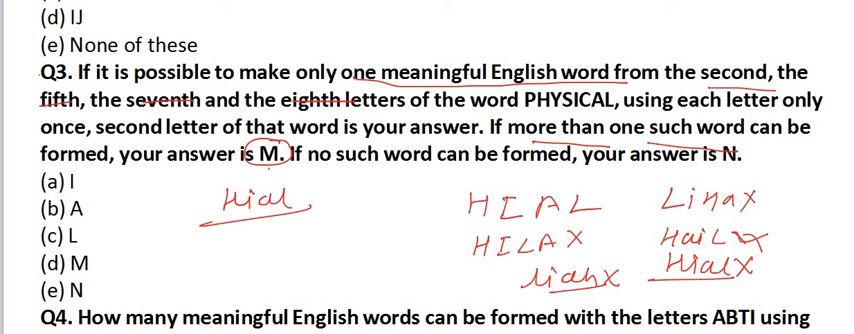 (d) IJ
(e) None of these
Q3. If it is possible to make only one meaningful English word from the second, the
fifth, the seventh and the eighth letters of the word PHYSICAL, using each letter only
once, second letter of that word is your answer. If more than one such word can be
formed, your answer is M. If no such word can be formed, your answer is N.
(a) I
(b) A
(c) L
(d) M
(e) N
Hial
HIAL
HILA X
LiHaX
HaiL
HialX
Q4. How many meaningful English words can be formed with the letters ABTI using